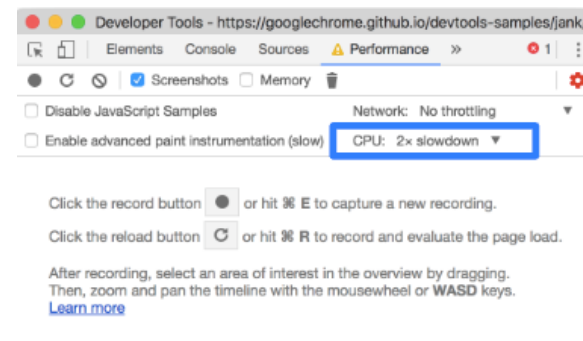 Developer Tools - https://googlechrome.github.io/devtools-samples/jank
Elements Console Sources Performance » 1
Screenshots Memory
Disable JavaScript Samples Network: No throttling
Enable advanced paint instrumentation (slow) CPU: 2× slowdown
Click the record button or hit ⌘ E to capture a new recording.
Click the reload button or hit ⌘ R to record and evaluate the page load.
After recording, select an area of interest in the overview by dragging.
Then, zoom and pan the timeline with the mousewheel or WASD keys.
Learn more